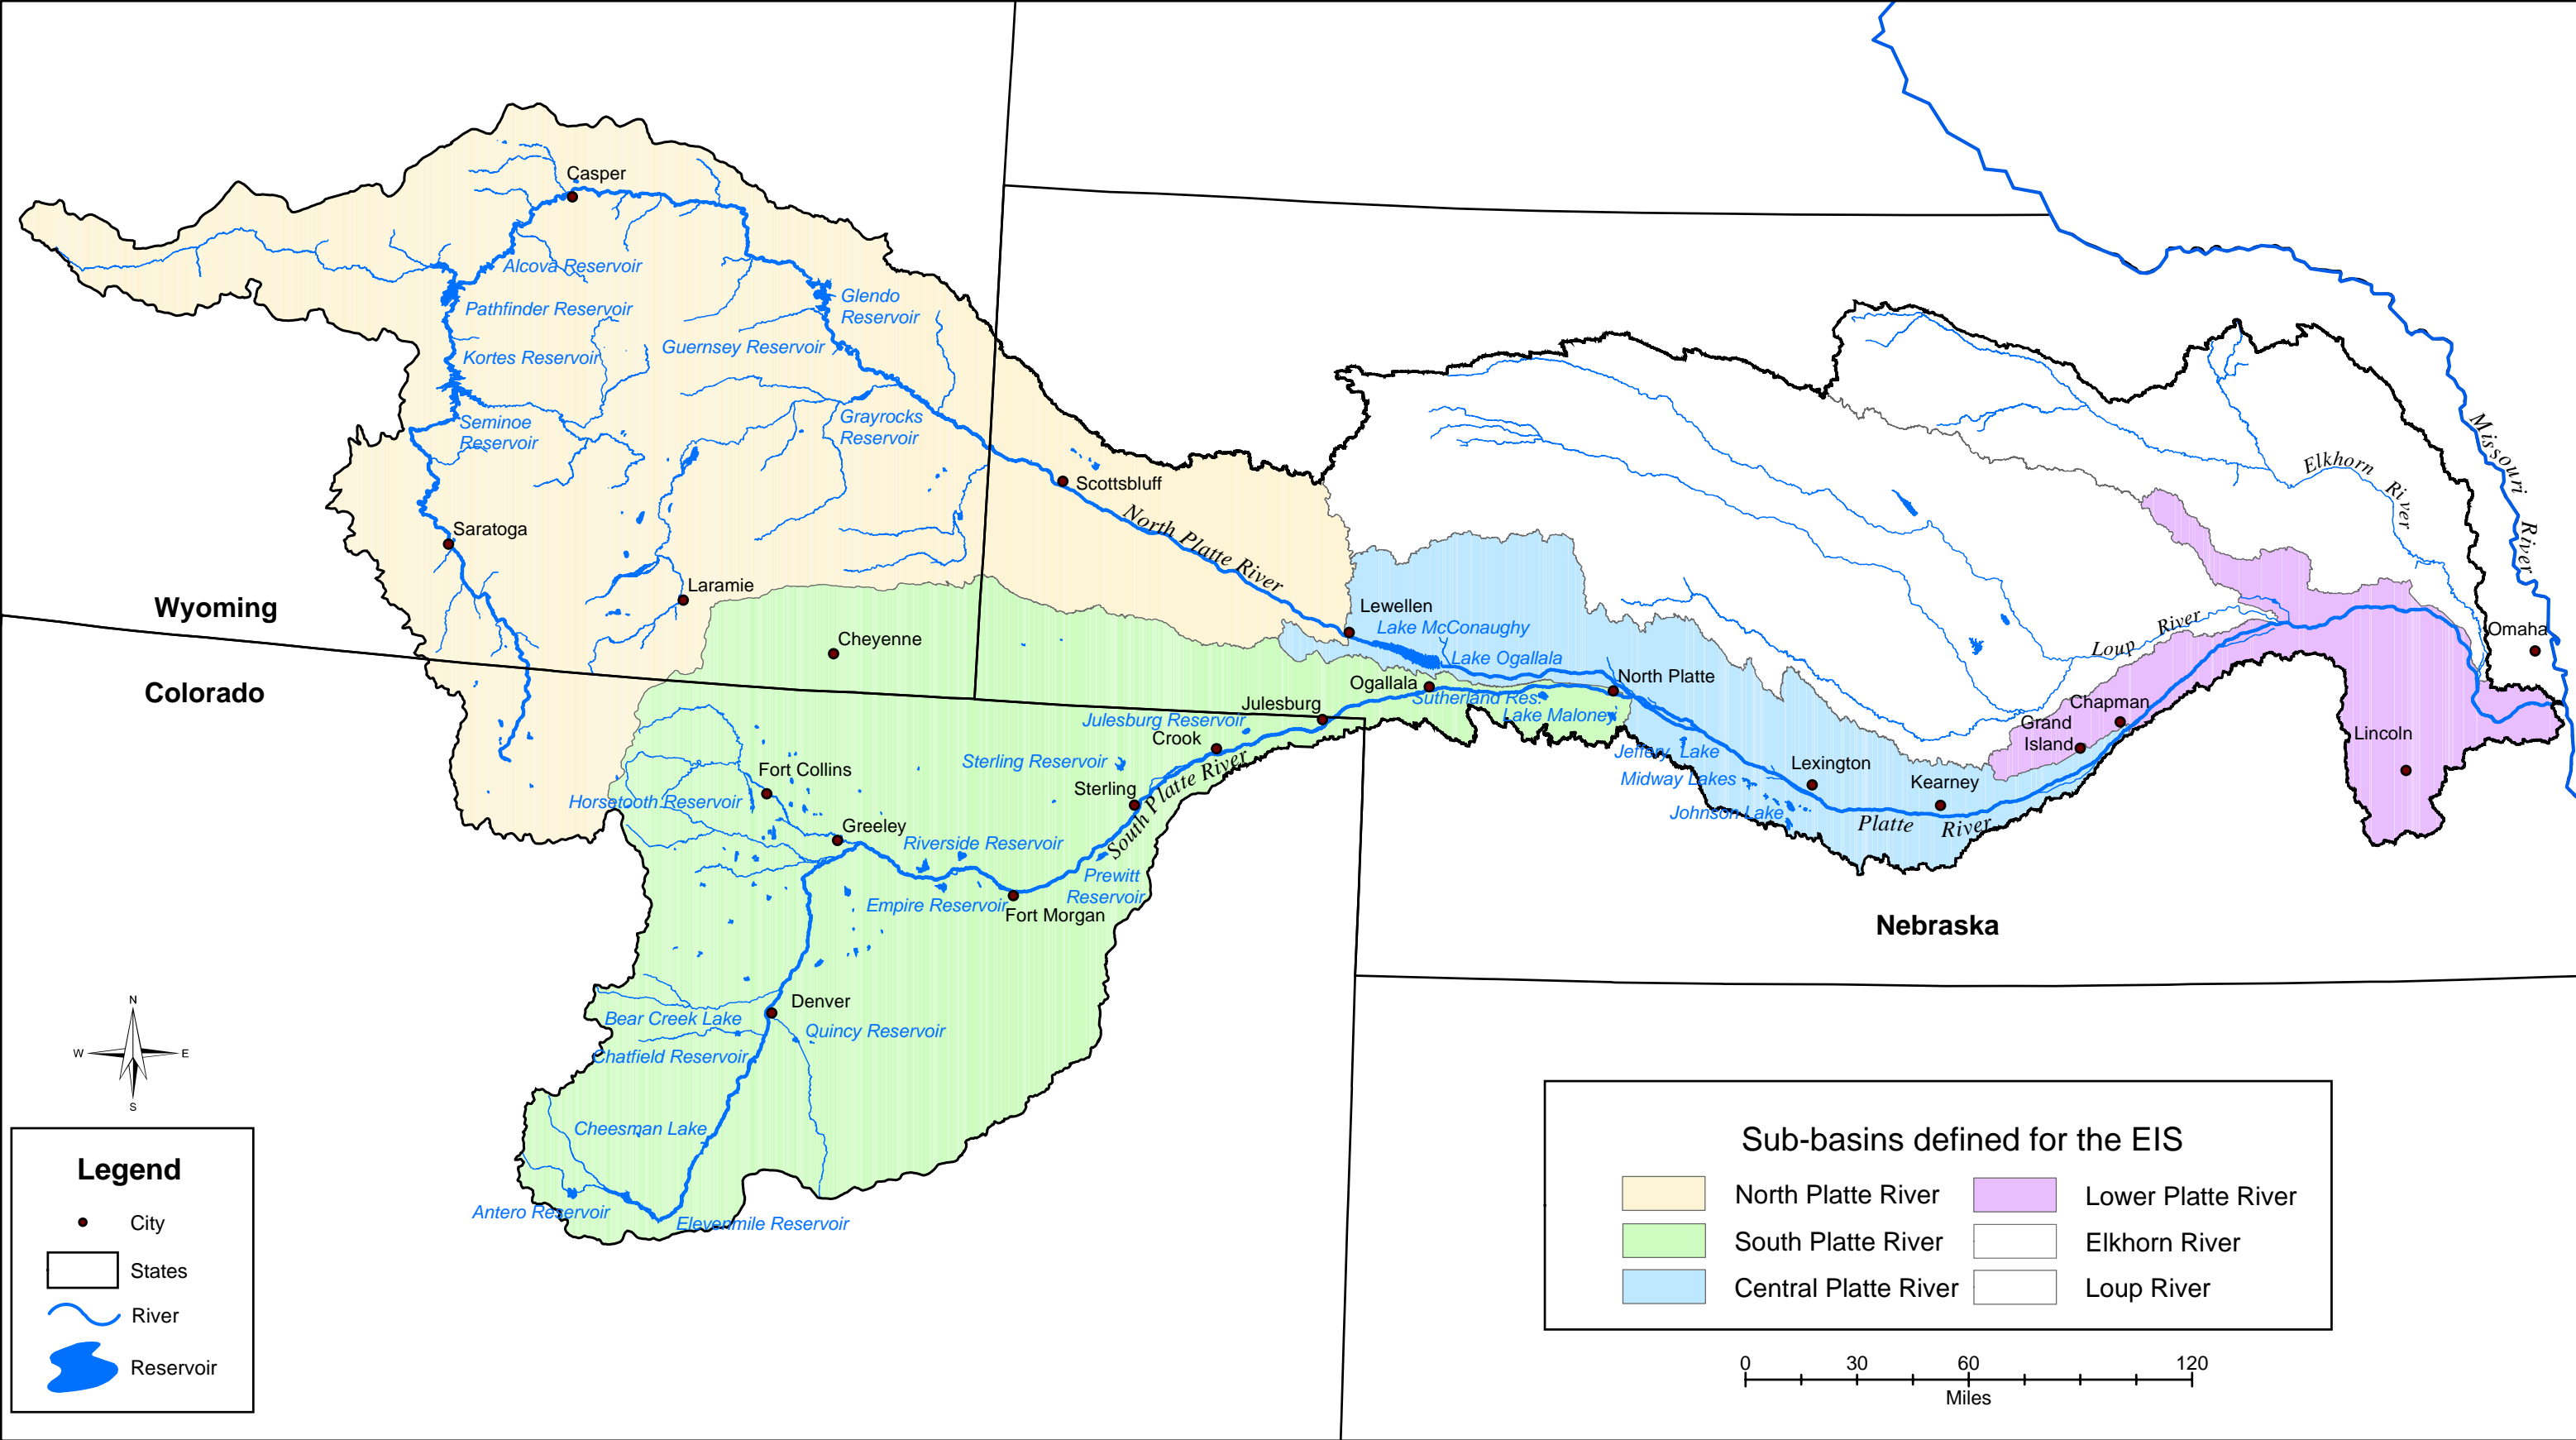 Casper
Alcova Reservoir
Pathfinder Reservoir
Glendo
Reservoir
Kortes Reservoir
Guernsey Reservoir
Seminoe
Reservoir
Grayrocks
Reservoir
Saratoga
Laramie
Scottsbluff
North Platte River
Missouri River
Elkhorn River
Wyoming
Colorado
Cheyenne
Lewellen
Lake McConaughy
Lake Ogallala
Ogallala
North Platte
Sutherland Res.
Lake Maloney
Julesburg
Julesburg Reservoir
Crook
Sterling Reservoir
Sterling
South Platte River
Jeffery Lake
Midway Lakes
Johnson Lake
Lexington
Kearney
Platte River
Loup River
Chapman
Grand
Island
Omaha
Lincoln
Fort Collins
Horsetooth Reservoir
Greeley
Riverside Reservoir
Prewitt
Reservoir
Empire Reservoir
Fort Morgan
Nebraska
Denver
Bear Creek Lake
Quincy Reservoir
Chatfield Reservoir
Cheesman Lake
Antero Reservoir
Elevenmile Reservoir
N
W
E
S
Legend
City
States
River
Reservoir
Sub-basins defined for the EIS
North Platte River
South Platte River
Central Platte River
Lower Platte River
Elkhorn River
Loup River
0 30 60 120
Miles